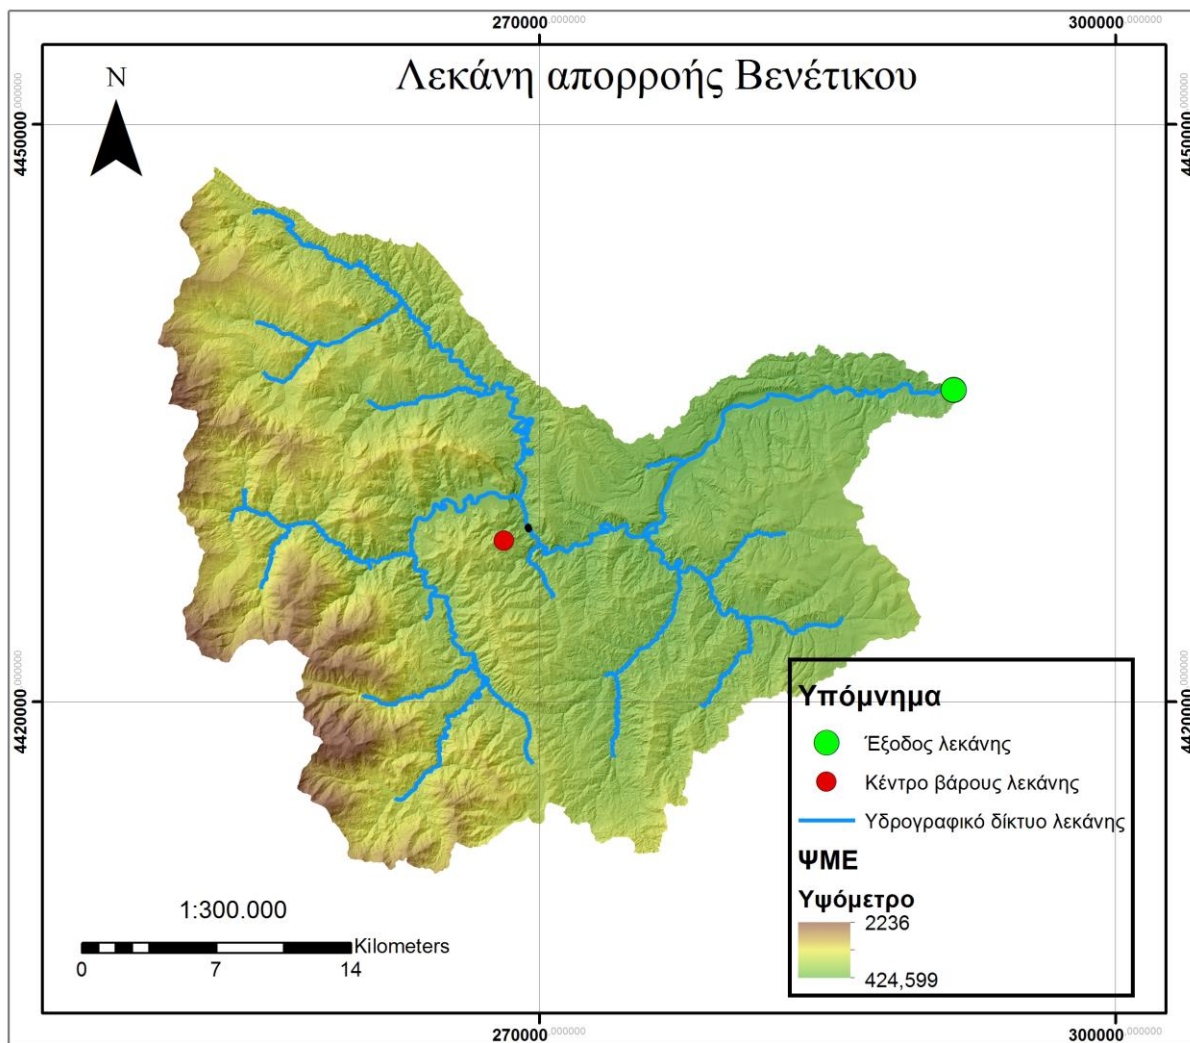 270000.000000 300000.000000
N
Λεκάνη απορροής Βενέτικου
4450000.000000 4450000.000000
4420000.000000 4420000.000000
Υπόμνημα
Έξοδος λεκάνης
Κέντρο βάρους λεκάνης
Υδρογραφικό δίκτυο λεκάνης
ΨΜΕ
Υψόμετρο
2236
424,599
1:300.000
Kilometers
0 7 14
270000.000000 300000.000000